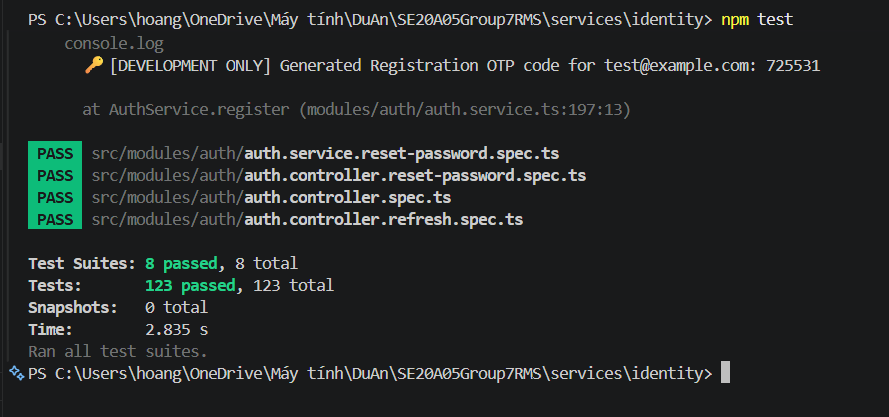 PS C:\Users\hoang\OneDrive\Máy tính\DuAn\SE20A05Group7RMS\services\identity> npm test
console.log
🔑 [DEVELOPMENT ONLY] Generated Registration OTP code for test@example.com: 725531
at AuthService.register (modules/auth/auth.service.ts:197:13)
PASS src/modules/auth/auth.service.reset-password.spec.ts
PASS src/modules/auth/auth.controller.reset-password.spec.ts
PASS src/modules/auth/auth.controller.spec.ts
PASS src/modules/auth/auth.controller.refresh.spec.ts
Test Suites: 8 passed, 8 total
Tests: 123 passed, 123 total
Snapshots: 0 total
Time: 2.835 s
Ran all test suites.
PS C:\Users\hoang\OneDrive\Máy tính\DuAn\SE20A05Group7RMS\services\identity>